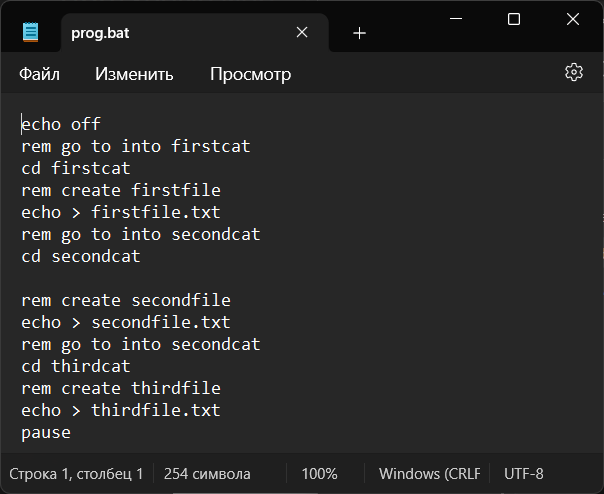 prog.bat
Файл Изменить Просмотр
echo off
rem go to into firstcat
cd firstcat
rem create firstfile
echo > firstfile.txt
rem go to into secondcat
cd secondcat
rem create secondfile
echo > secondfile.txt
rem go to into secondcat
cd thirdcat
rem create thirdfile
echo > thirdfile.txt
pause
Строка 1, столбец 1 254 символа 100% Windows (CRLF UTF-8